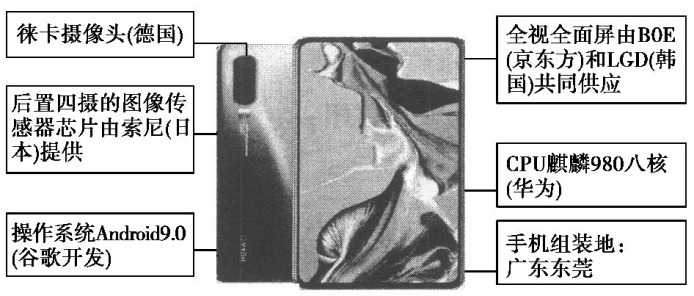 徕卡摄像头(德国)
后置四摄的图像传
感器芯片由索尼(日
本)提供
操作系统Android9.0
(谷歌开发)
HUAWEI
全视全面屏由BOE
(京东方)和LGD(韩
国)共同供应
CPU麒麟980八核
(华为)
手机组装地：
广东东莞